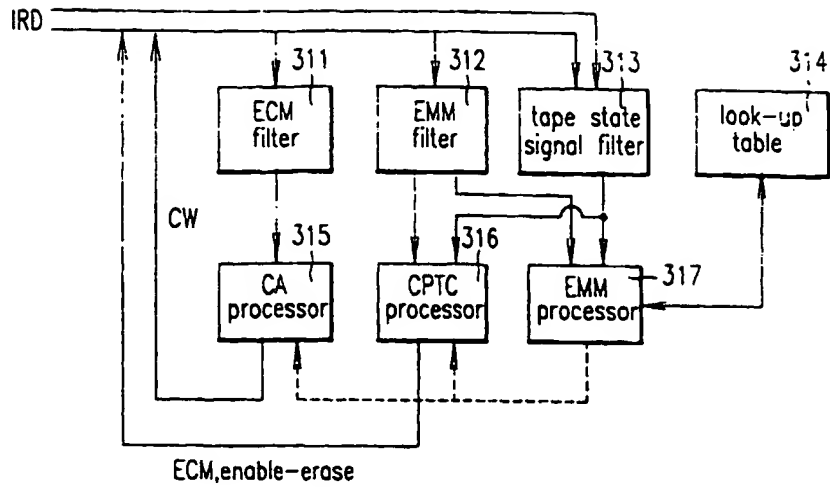 IRD
311
312
313
314
ECM
filter
EMM
filter
tape state
signal filter
look-up
table
CW
315
316
317
CA
processor
CPTC
processor
EMM
processor
ECM,enable-erase